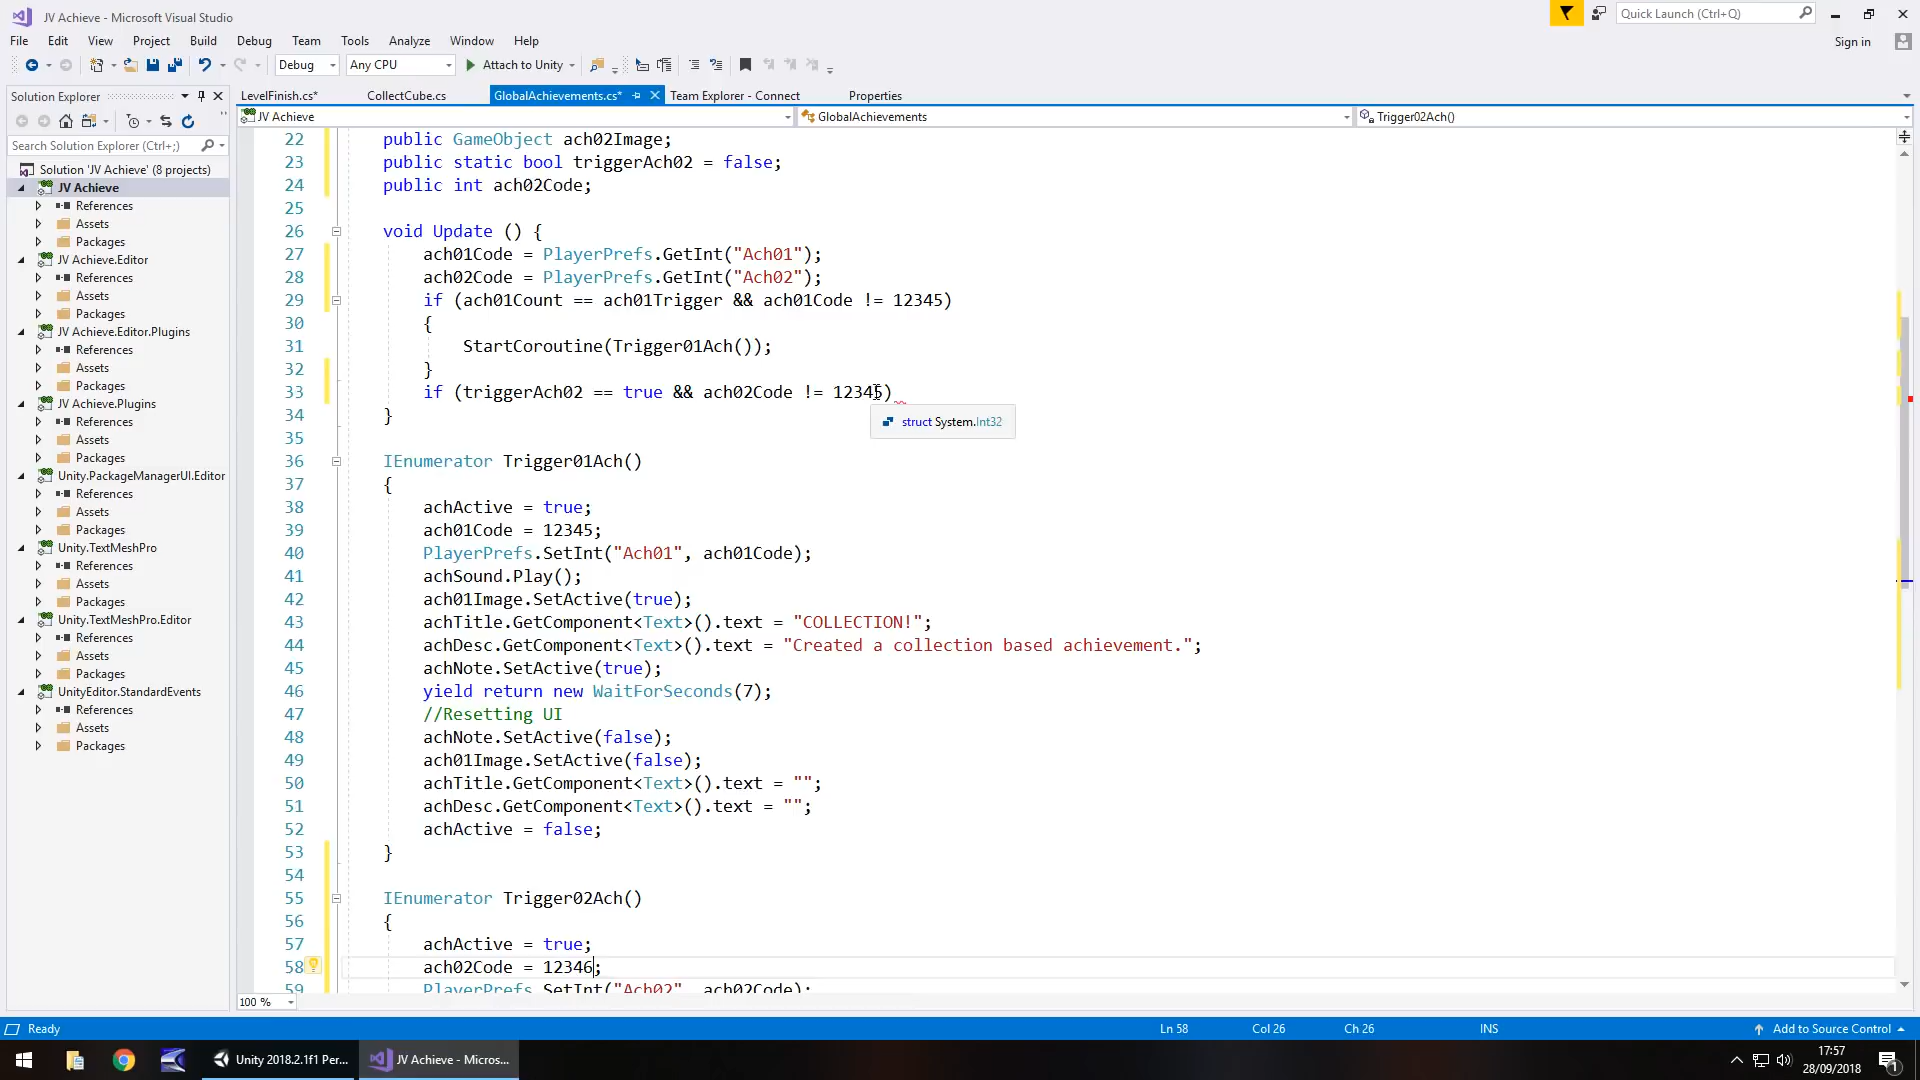 JV Achieve - Microsoft Visual Studio
Quick Launch (Ctrl+Q)
File Edit View Project Build Debug Team Tools Analyze Window Help
Sign in
Debug Any CPU Attach to Unity
Solution Explorer
LevelFinish.cs* CollectCube.cs GlobalAchievements.cs* Team Explorer - Connect Properties
JV Achieve GlobalAchievements Trigger02Ach()
Search Solution Explorer (Ctrl+;)
Solution 'JV Achieve' (8 projects)
JV Achieve
References
Assets
Packages
JV Achieve.Editor
References
Assets
Packages
JV Achieve.Editor.Plugins
References
Assets
Packages
JV Achieve.Plugins
References
Assets
Packages
Unity.PackageManagerUI.Editor
References
Assets
Packages
Unity.TextMeshPro
References
Assets
Packages
Unity.TextMeshPro.Editor
References
Assets
Packages
UnityEditor.StandardEvents
References
Assets
Packages
22 public GameObject ach02Image;
23 public static bool triggerAch02 = false;
24 public int ach02Code;
25
26 void Update () {
27 ach01Code = PlayerPrefs.GetInt("Ach01");
28 ach02Code = PlayerPrefs.GetInt("Ach02");
29 if (ach01Count == ach01Trigger && ach01Code != 12345)
30 {
31 StartCoroutine(Trigger01Ach());
32 }
33 if (triggerAch02 == true && ach02Code != 12345)
34 }
struct System.Int32
35
36 IEnumerator Trigger01Ach()
37 {
38 achActive = true;
39 ach01Code = 12345;
40 PlayerPrefs.SetInt("Ach01", ach01Code);
41 achSound.Play();
42 ach01Image.SetActive(true);
43 achTitle.GetComponent<Text>().text = "COLLECTION!";
44 achDesc.GetComponent<Text>().text = "Created a collection based achievement.";
45 achNote.SetActive(true);
46 yield return new WaitForSeconds(7);
47 //Resetting UI
48 achNote.SetActive(false);
49 ach01Image.SetActive(false);
50 achTitle.GetComponent<Text>().text = "";
51 achDesc.GetComponent<Text>().text = "";
52 achActive = false;
53 }
54
55 IEnumerator Trigger02Ach()
56 {
57 achActive = true;
58 ach02Code = 12346;
59 PlayerPrefs.SetInt("Ach02", ach02Code);
100 %
Ready Ln 58 Col 26 Ch 26 INS Add to Source Control
Unity 2018.2.1f1 Per... JV Achieve - Micros...
17:57
28/09/2018
1